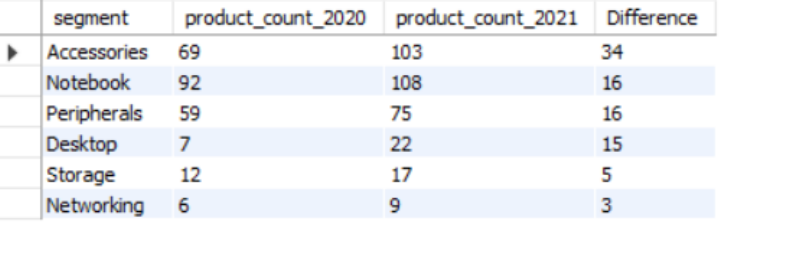 segment product_count_2020 product_count_2021 Difference
Accessories 69 103 34
Notebook 92 108 16
Peripherals 59 75 16
Desktop 7 22 15
Storage 12 17 5
Networking 6 9 3